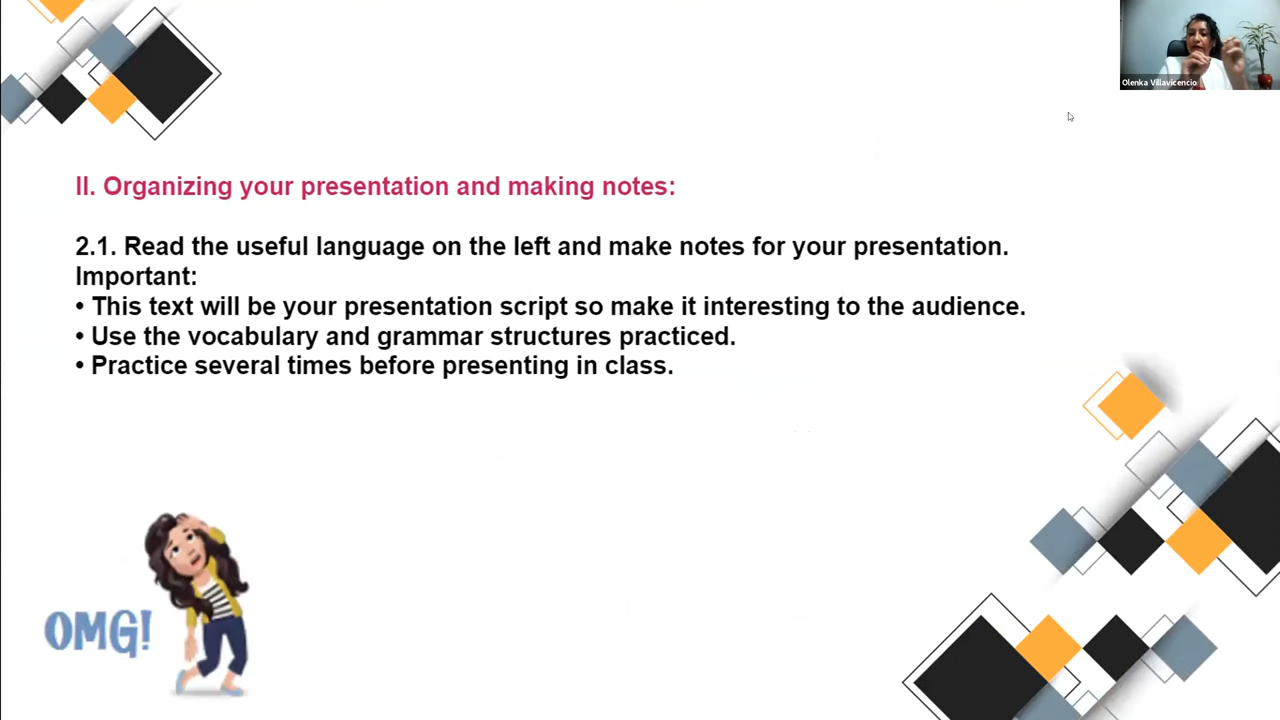 Olenka Villavicencio
II. Organizing your presentation and making notes:
2.1. Read the useful language on the left and make notes for your presentation.
Important:
• This text will be your presentation script so make it interesting to the audience.
• Use the vocabulary and grammar structures practiced.
• Practice several times before presenting in class.
OMG!